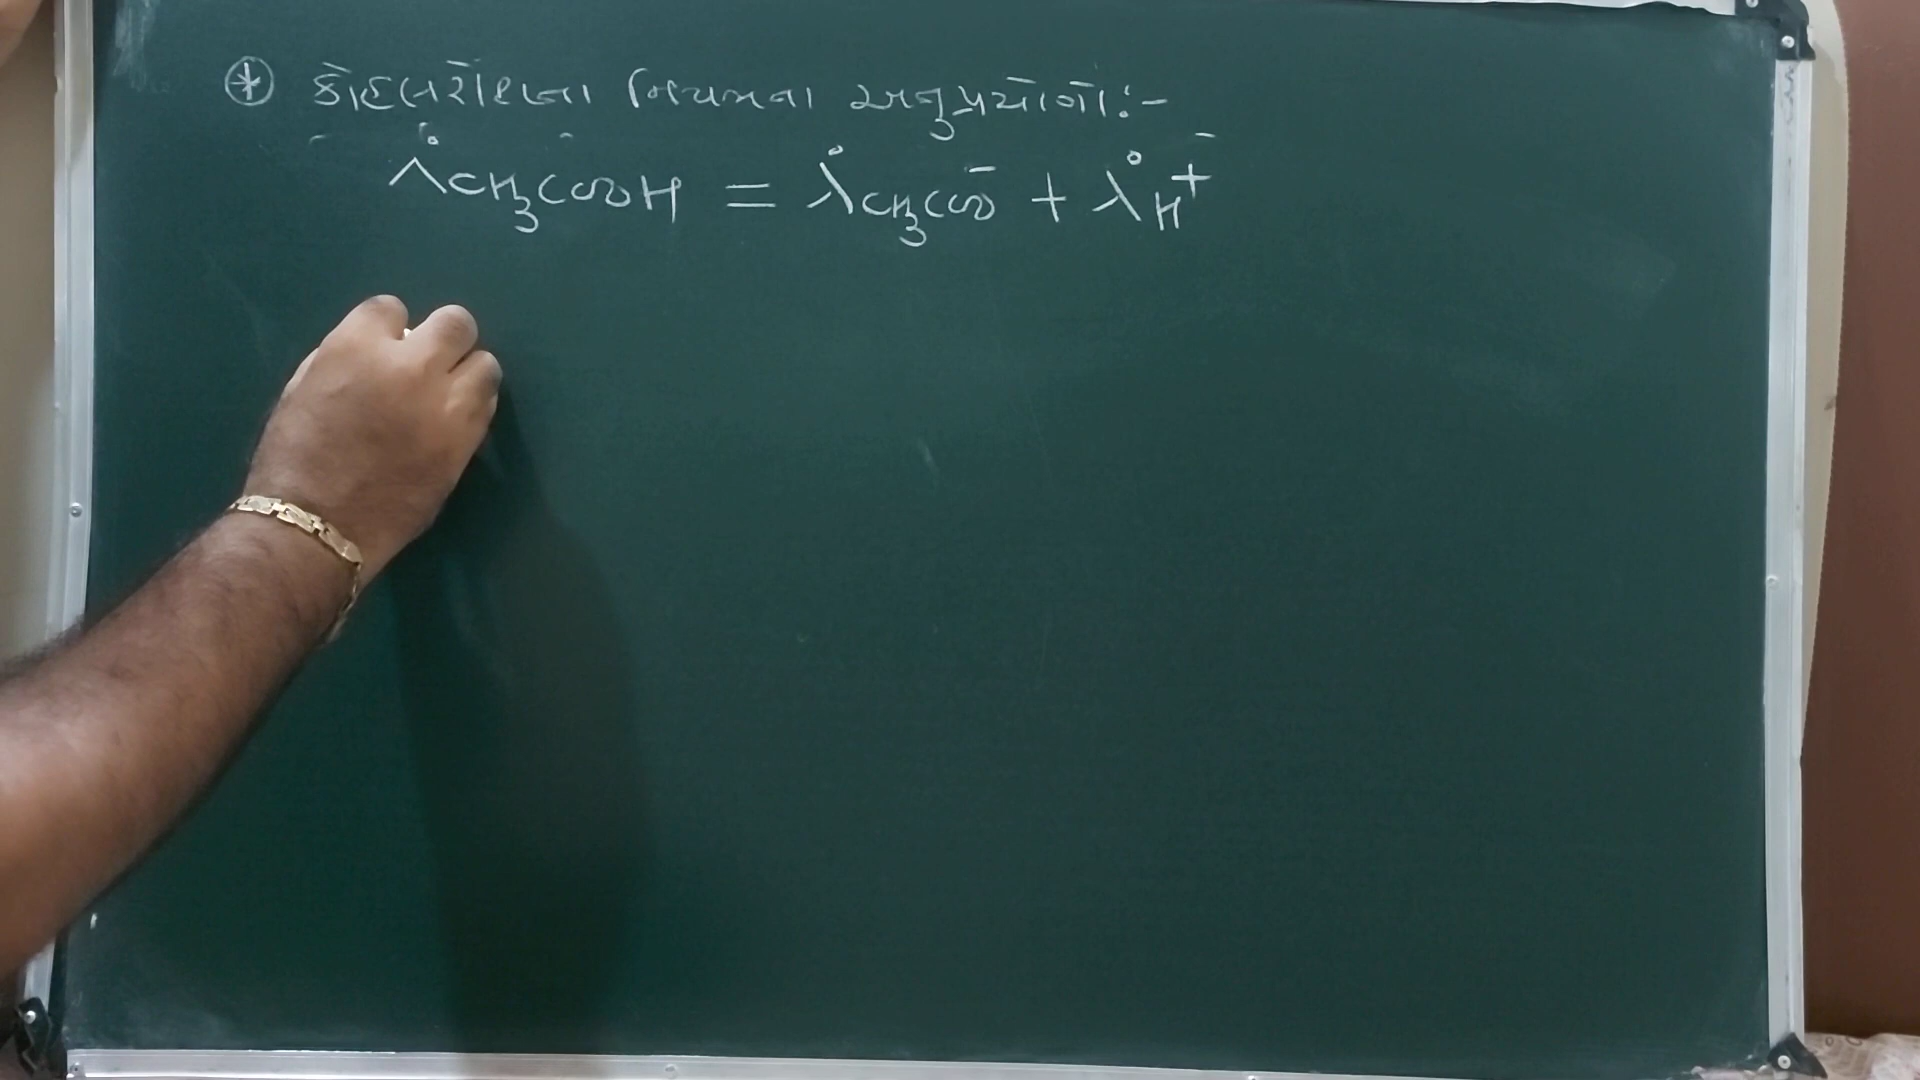 ⊛ કોહલરોશના નિયમના અનુપ્રયોગો:-
Λ°CH₃COOH = λ°CH₃COO⁻ + λ°H⁺